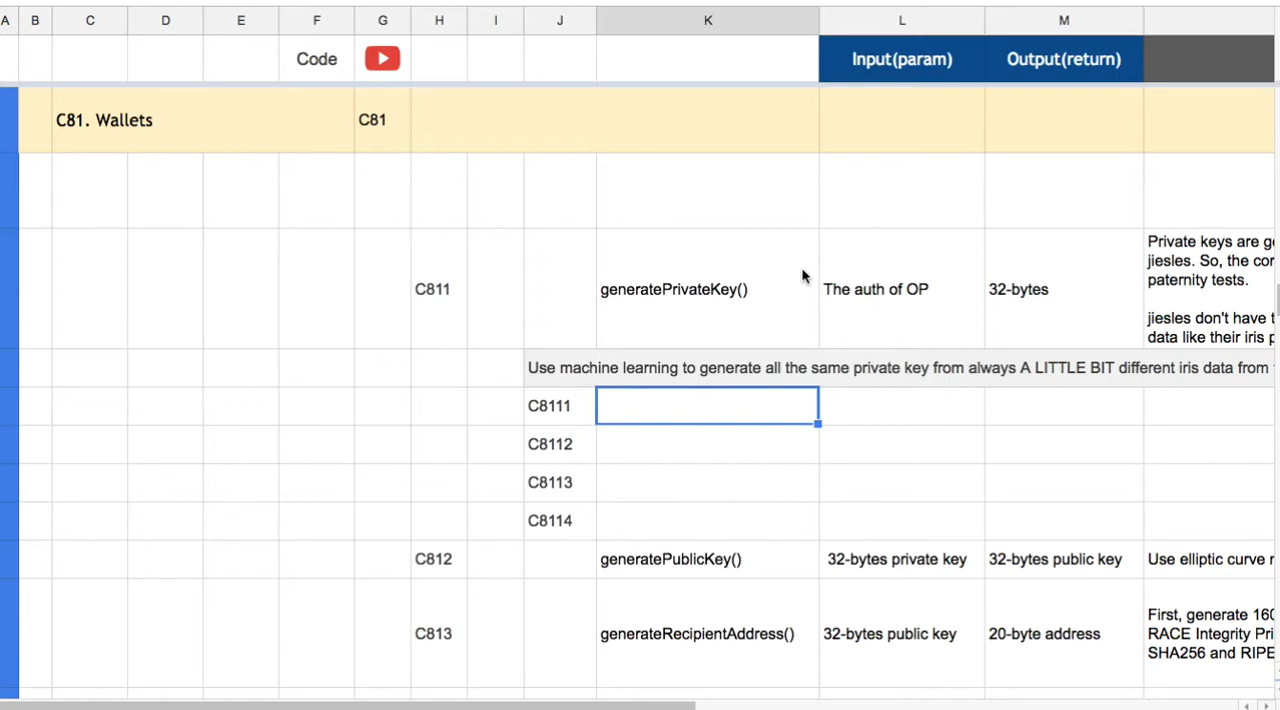 A B C D E F G H I J K L M
Code Input(param) Output(return)
C81. Wallets C81
Private keys are
jiesles. So, the
paternity tests.
C811 generatePrivateKey() The auth of OP 32-bytes
jiesles don't have
data like their iris
Use machine learning to generate all the same private key from always A LITTLE BIT different iris data from
C8111
C8112
C8113
C8114
C812 generatePublicKey() 32-bytes private key 32-bytes public key Use elliptic curve
First, generate
RACE Integrity
C813 generateRecipientAddress() 32-bytes public key 20-byte address
SHA256 and